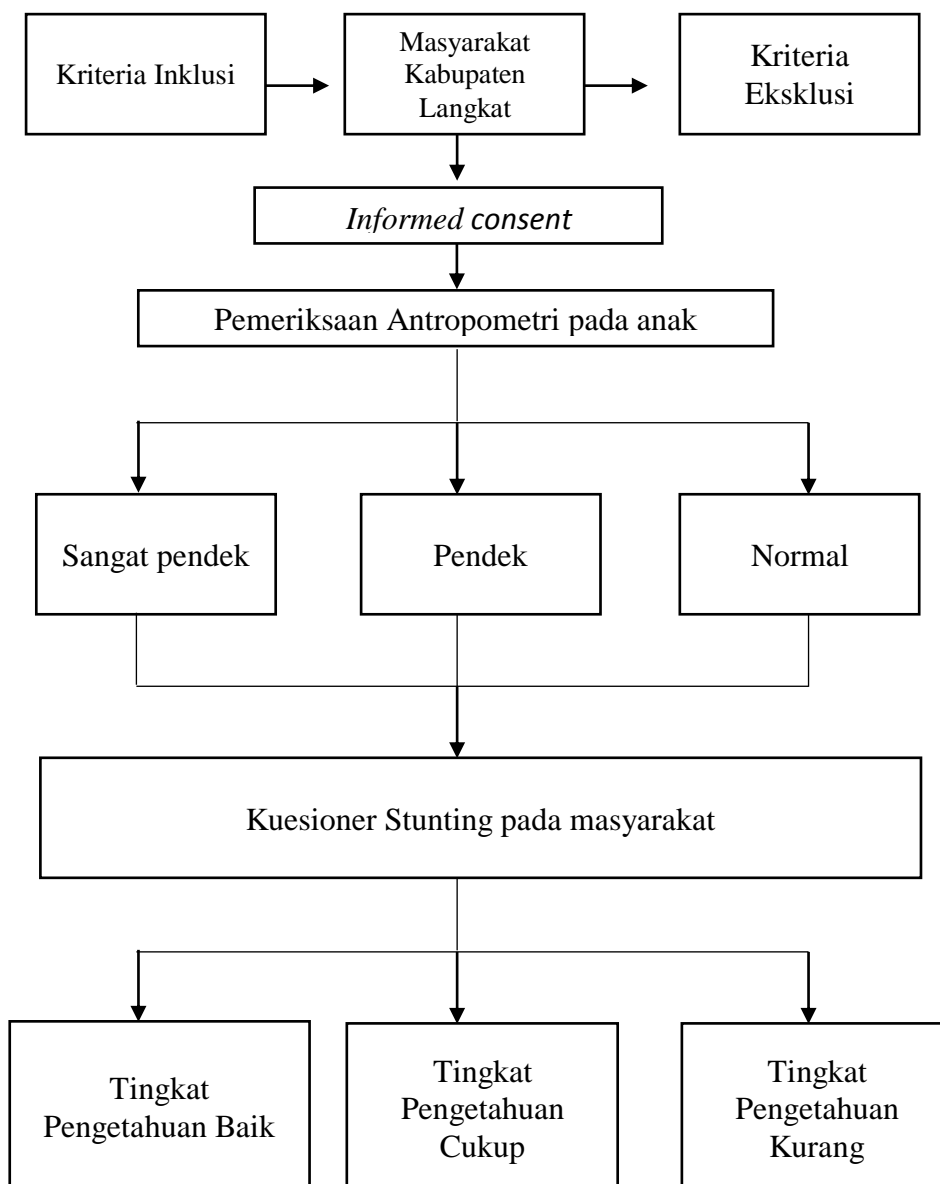 Kriteria Inklusi
Masyarakat
Kabupaten
Langkat
Kriteria
Eksklusi
Informed consent
Pemeriksaan Antropometri pada anak
Sangat pendek
Pendek
Normal
Kuesioner Stunting pada masyarakat
Tingkat
Pengetahuan Baik
Tingkat
Pengetahuan
Cukup
Tingkat
Pengetahuan
Kurang